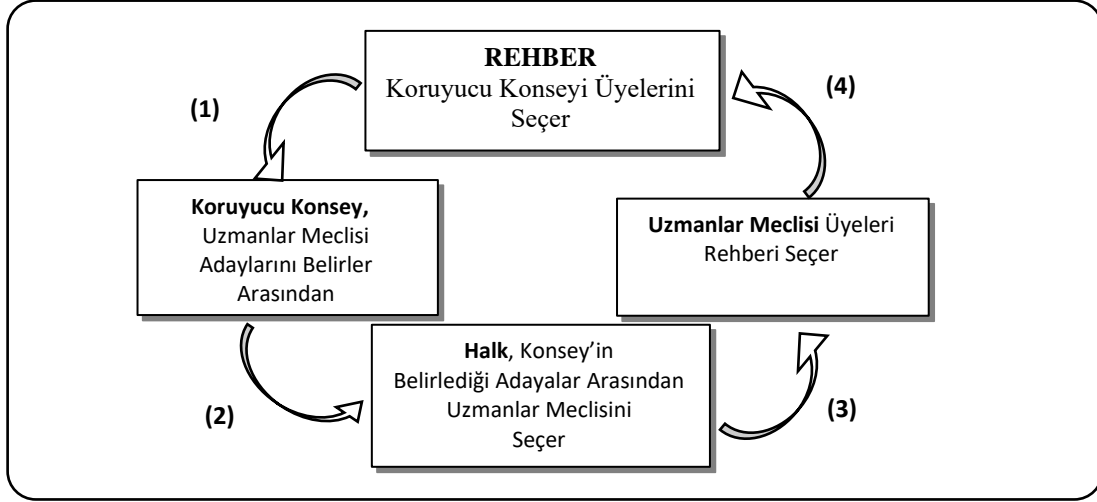 REHBER
Koruyucu Konseyi Üyelerini
Seçer
(1)
(4)
Koruyucu Konsey,
Uzmanlar Meclisi
Adaylarını Belirler
Arasından
Uzmanlar Meclisi Üyeleri
Rehberi Seçer
Halk, Konsey’in
Belirlediği Adayalar Arasından
Uzmanlar Meclisini
Seçer
(2)
(3)